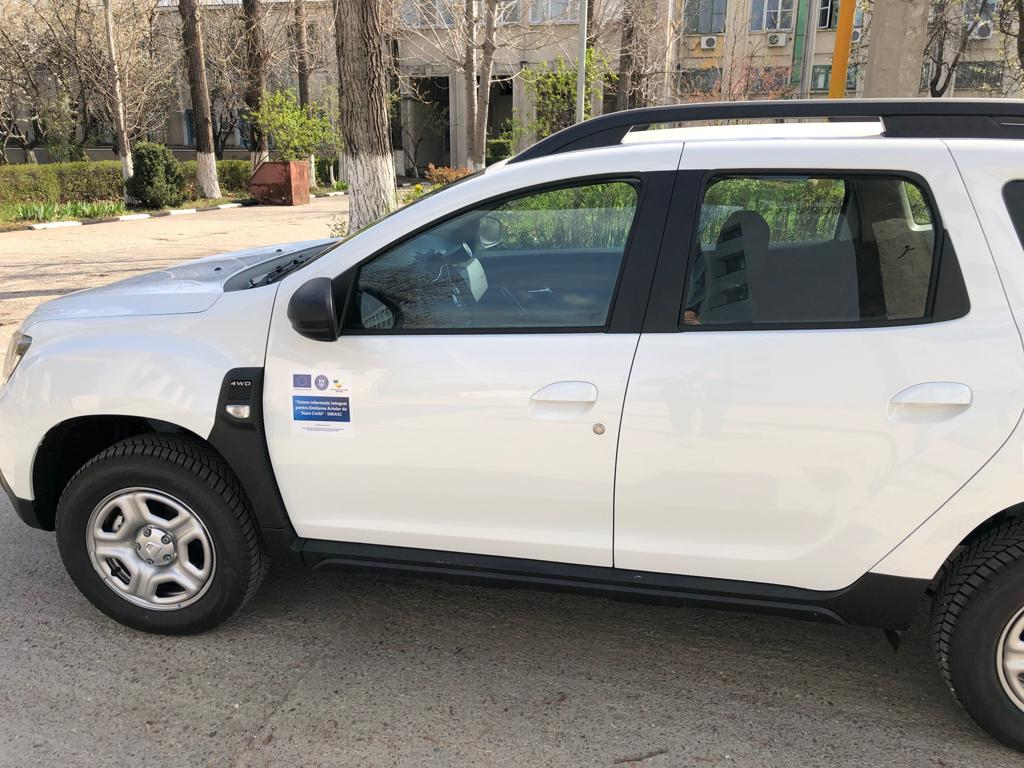 4WD
"Sistem Informatic Integrat
pentru Emiterea Actelor de
Stare Civilă" - SIIEASC